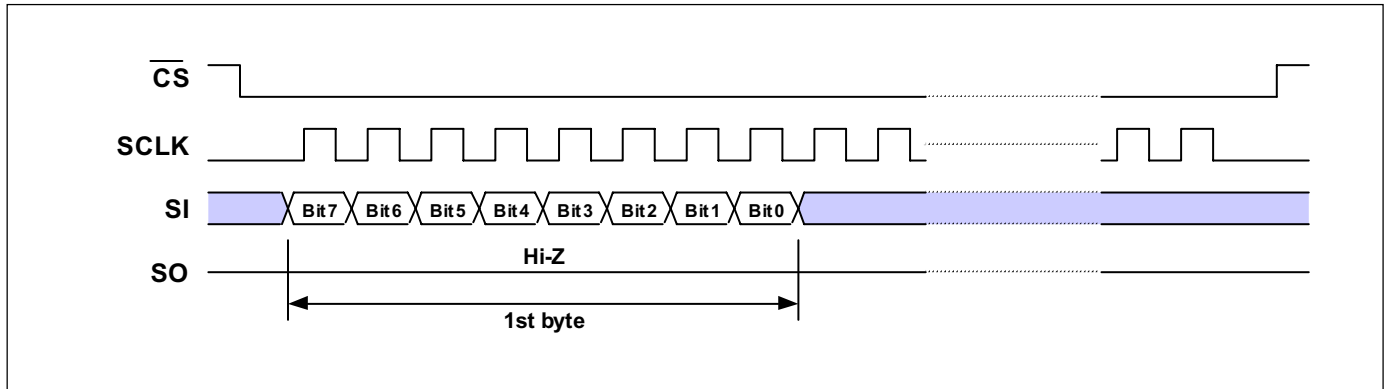 CS
SCLK
SI Bit7 Bit6 Bit5 Bit4 Bit3 Bit2 Bit1 Bit0
Hi-Z
SO
1st byte